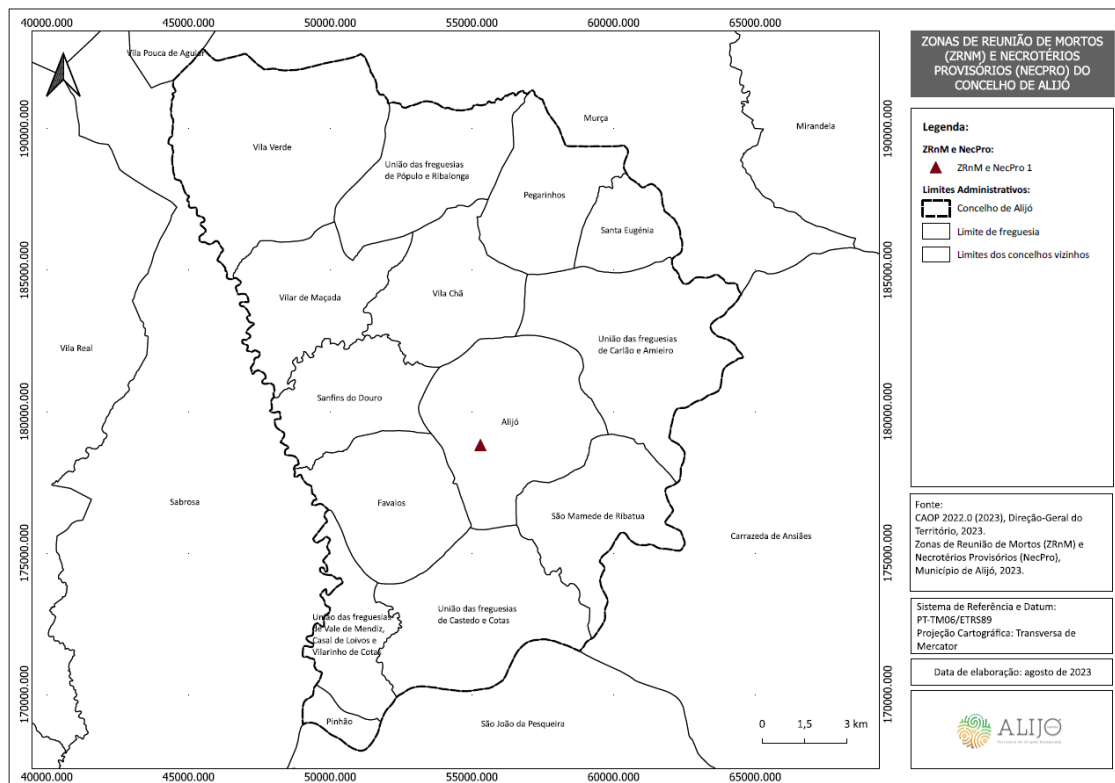 40000.000 45000.000 50000.000 55000.000 60000.000 65000.000
190000.000
185000.000
180000.000
175000.000
170000.000
190000.000
185000.000
180000.000
175000.000
170000.000
40000.000 45000.000 50000.000 55000.000 60000.000 65000.000
Vila Pouca de Aguiar
Murça
Mirandela
Vila Verde
União das freguesias
de Pópulo e Ribalonga
Pegarinhos
Santa Eugénia
Vilar de Maçada
Vila Chã
União das freguesias
de Carlão e Amieiro
Vila Real
Sanfins do Douro
Alijó
Sabrosa
Favaios
São Mamede de Ribatua
Carrazeda de Ansiães
União das freguesias
de Vale de Mendiz,
Casal de Loivos e
Vilarinho de Cotas
União das freguesias
de Castedo e Cotas
Pinhão
São João da Pesqueira
0 1,5 3 km
ZONAS DE REUNIÃO DE MORTOS
(ZRNM) E NECROTÉRIOS
PROVISÓRIOS (NECPRO) DO
CONCELHO DE ALIJÓ
Legenda:
ZRnM e NecPro:
ZRnM e NecPro 1
Limites Administrativos:
Concelho de Alijó
Limite de freguesia
Limites dos concelhos vizinhos
Fonte:
CAOP 2022.0 (2023), Direção-Geral do
Território, 2023.
Zonas de Reunião de Mortos (ZRnM) e
Necrotérios Provisórios (NecPro),
Município de Alijó, 2023.
Sistema de Referência e Datum:
PT-TM06/ETRS89
Projeção Cartográfica: Transversa de
Mercator
Data de elaboração: agosto de 2023
ALIJÓ